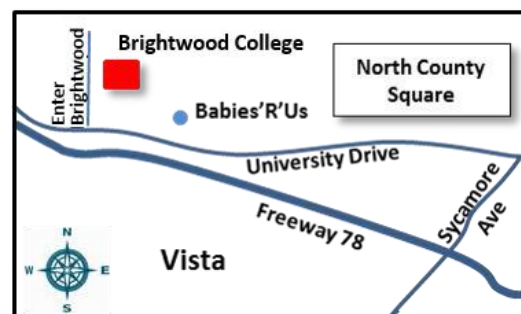 Enter
Brightwood
Brightwood College
North County
Square
Babies'R'Us
University Drive
Freeway 78
Sycamore
Ave
Vista
N
W
E
S